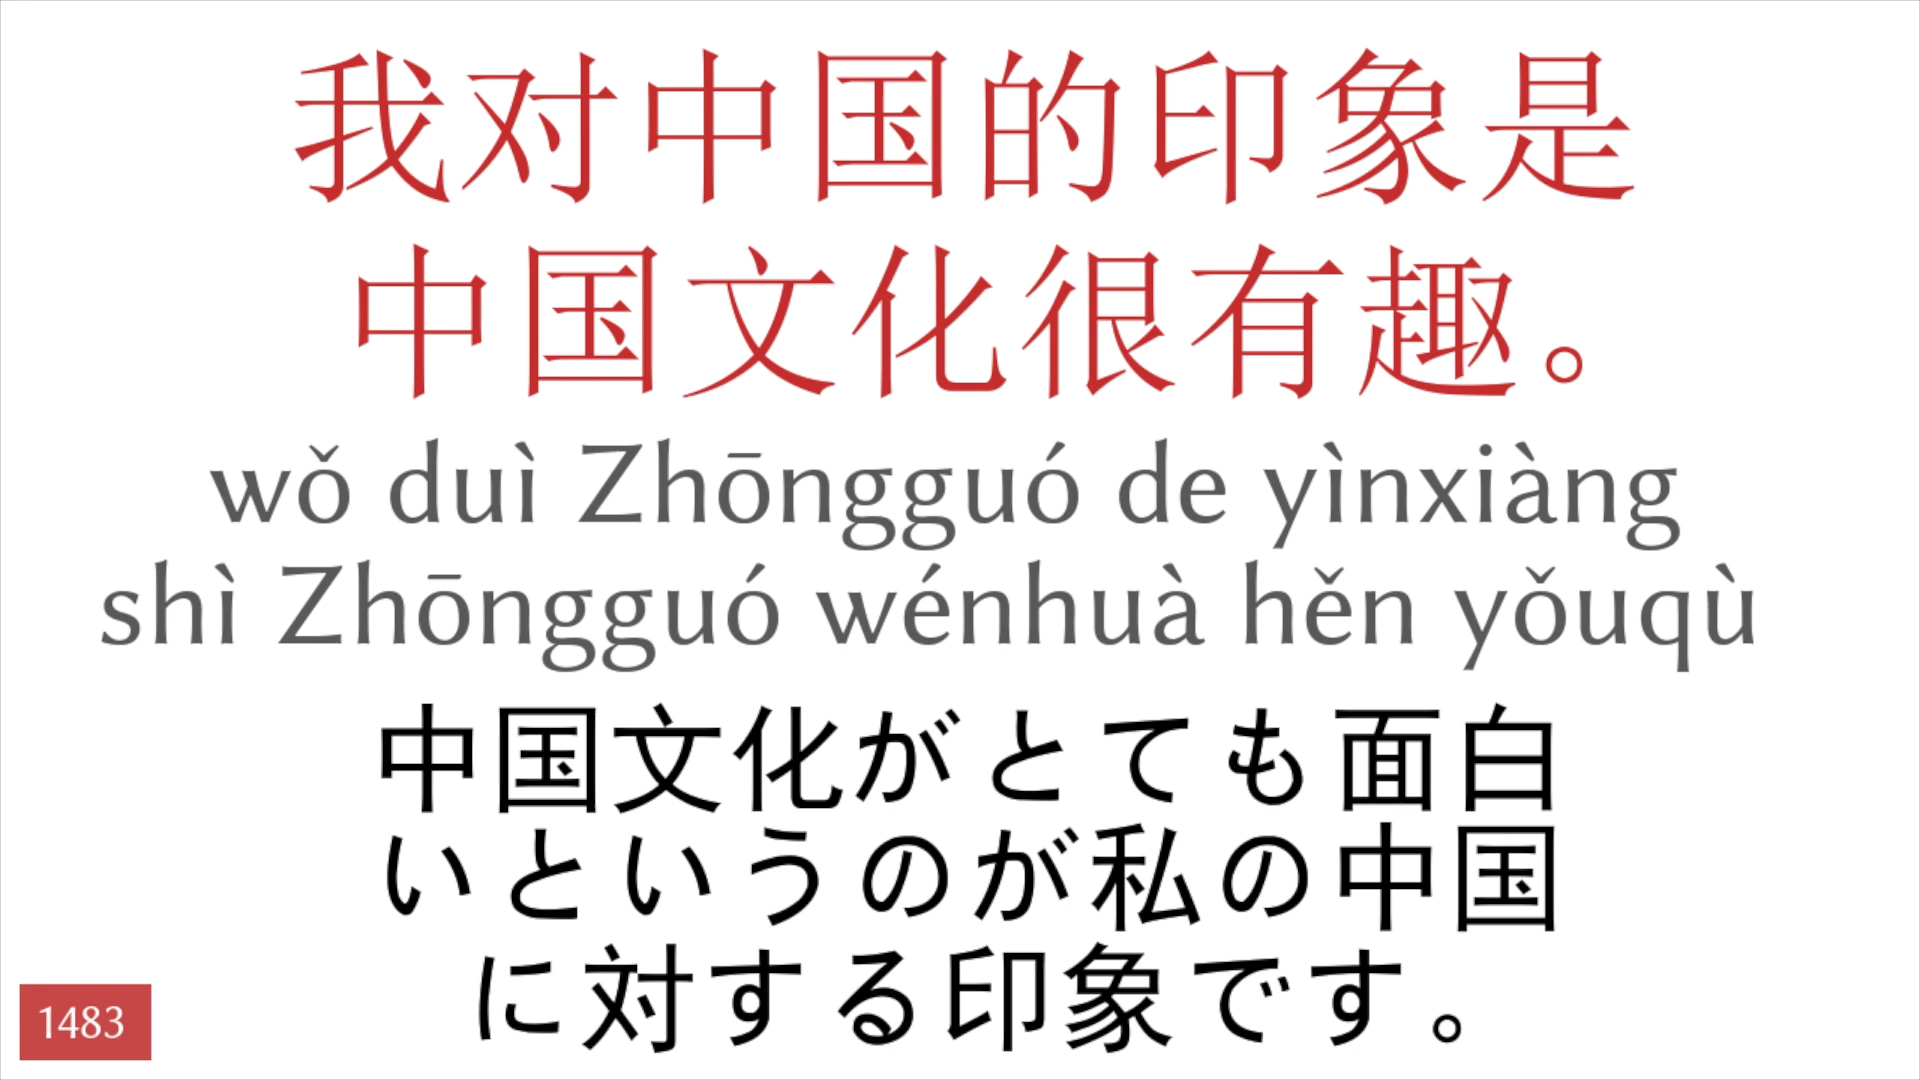 我对中国的印象是
中国文化很有趣。
wǒ duì Zhōngguó de yìnxiàng
shì Zhōngguó wénhuà hěn yǒuqù
中国文化がとても面白
いというのが私の中国
に対する印象です。
1483